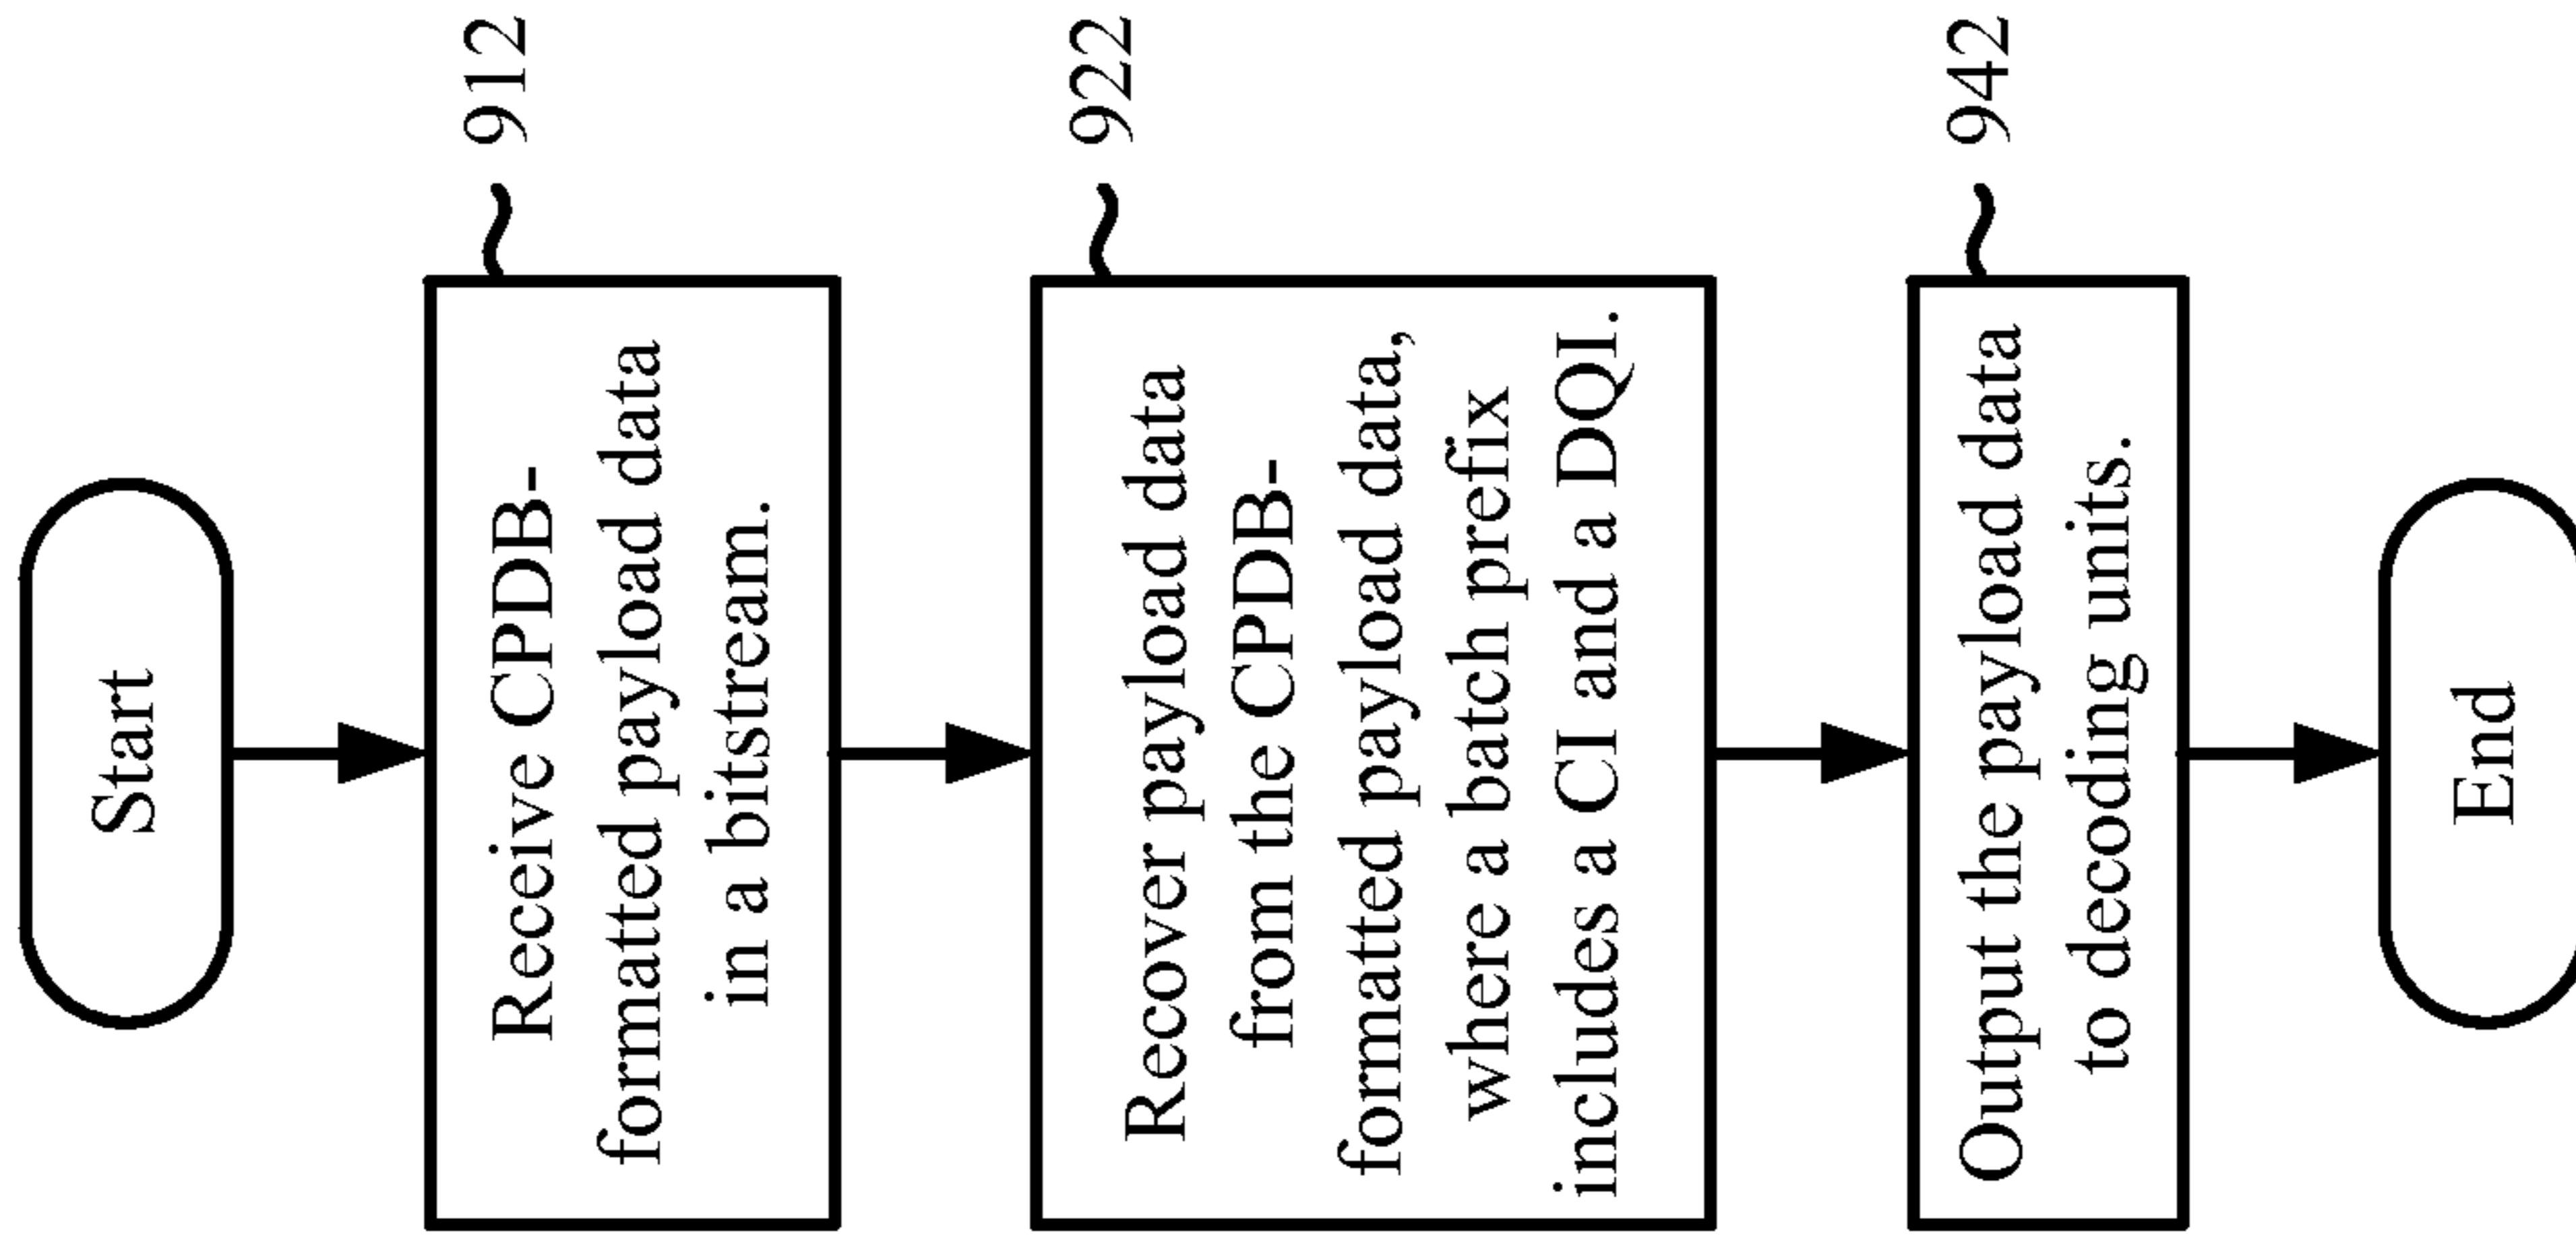 Start
Receive CPDB-
formatted payload data
in a bitstream.
912
Recover payload data
from the CPDB-
formatted payload data,
where a batch prefix
includes a CI and a DQI.
922
Output the payload data
to decoding units.
942
End